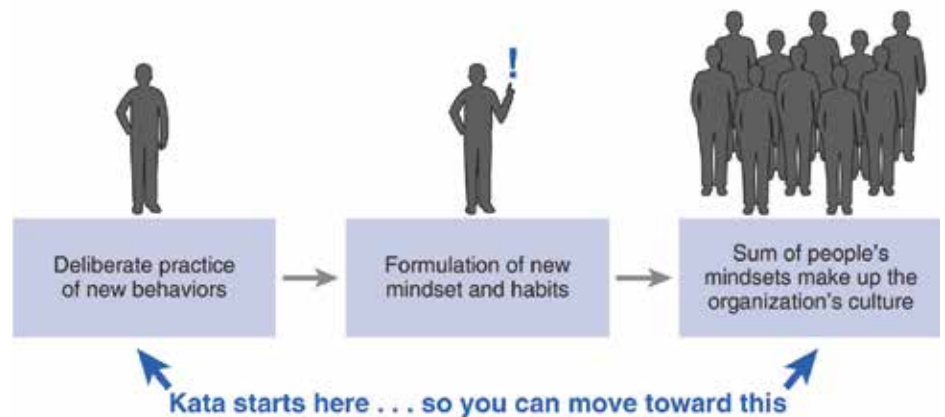 !
Deliberate practice
of new behaviors
Formulation of new
mindset and habits
Sum of people's
mindsets make up the
organization's culture
Kata starts here . . . so you can move toward this